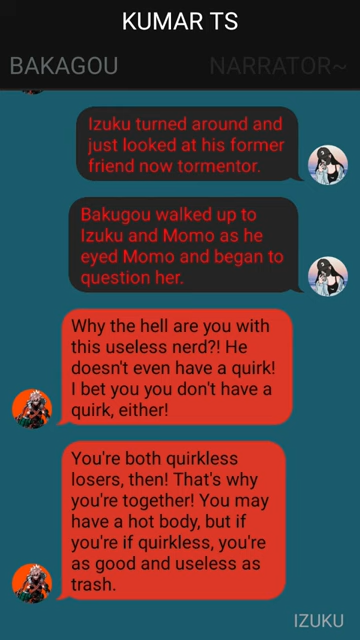 KUMAR TS
BAKAGOU
NARRATOR~
Izuku turned around and
just looked at his former
friend now tormentor.
Bakugou walked up to
Izuku and Momo as he
eyed Momo and began to
question her.
Why the hell are you with
this useless nerd?! He
doesn't even have a quirk!
I bet you you don't have a
quirk, either!
You're both quirkless
losers, then! That's why
you're together! You may
have a hot body, but if
you're if quirkless, you're
as good and useless as
trash.
IZUKU